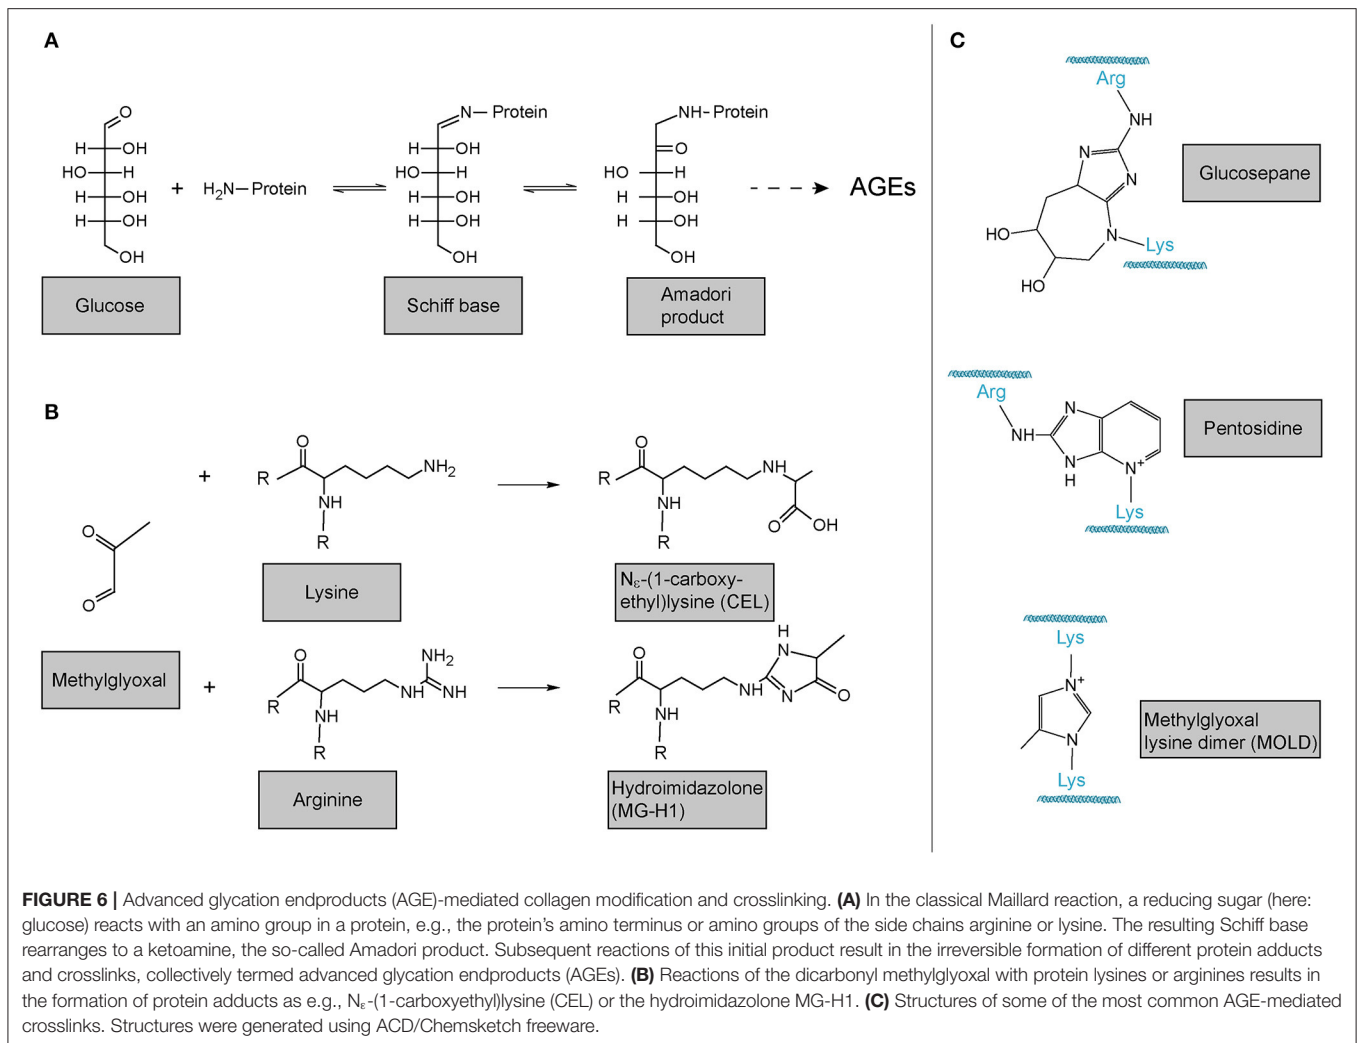 A
O
H
OH
HO
H
H
OH
H
OH
OH
Glucose
+
H2N–Protein
N–Protein
H
OH
HO
H
H
OH
H
OH
OH
Schiff base
NH-Protein
O
HO
H
H
OH
H
OH
OH
Amadori
product
AGEs
B
O
O
Methylglyoxal
+
O
R
NH2
NH
R
Lysine
O
R
NH
NH
R
O
OH
Nε-(1-carboxy-
ethyl)lysine (CEL)
+
O
R
NH2
NH
NH
NH
R
Arginine
O
R
H
N
NH
N
O
NH
R
Hydroimidazolone
(MG-H1)
C
Arg
NH
N
N
HO
N
Lys
HO
Glucosepane
Arg
N
NH
N
H
N+
Lys
Pentosidine
Lys
N+
N
Lys
Methylglyoxal
lysine dimer (MOLD)
FIGURE 6 | Advanced glycation endproducts (AGE)-mediated collagen modification and crosslinking. (A) In the classical Maillard reaction, a reducing sugar (here:
glucose) reacts with an amino group in a protein, e.g., the protein's amino terminus or amino groups of the side chains arginine or lysine. The resulting Schiff base
rearranges to a ketoamine, the so-called Amadori product. Subsequent reactions of this initial product result in the irreversible formation of different protein adducts
and crosslinks, collectively termed advanced glycation endproducts (AGEs). (B) Reactions of the dicarbonyl methylglyoxal with protein lysines or arginines results in
the formation of protein adducts as e.g., Nε-(1-carboxyethyl)lysine (CEL) or the hydroimidazolone MG-H1. (C) Structures of some of the most common AGE-mediated
crosslinks. Structures were generated using ACD/Chemsketch freeware.